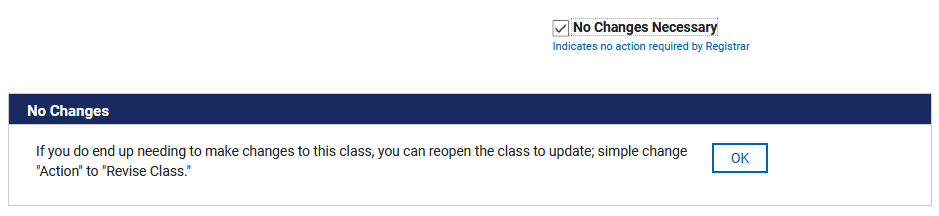 No Changes Necessary
Indicates no action required by Registrar
No Changes
If you do end up needing to make changes to this class, you can reopen the class to update; simple change
"Action" to "Revise Class."
OK